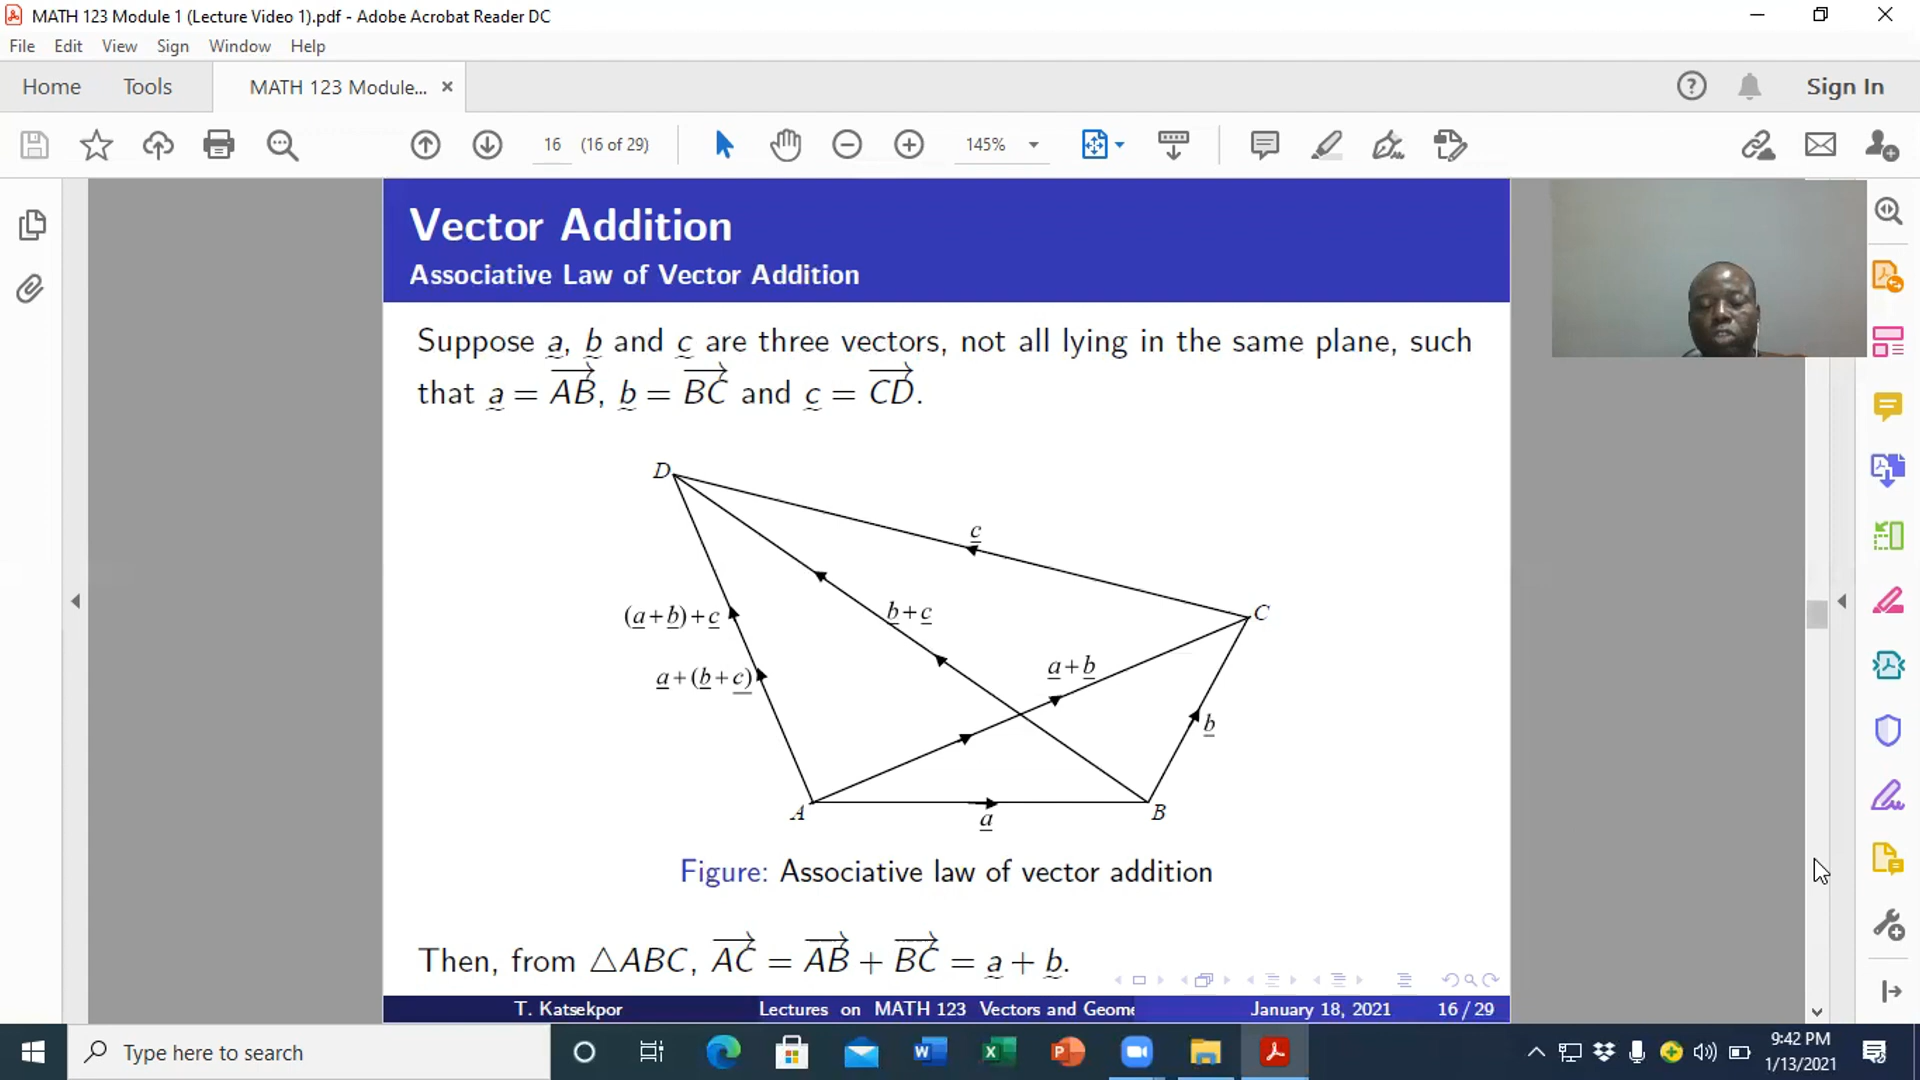 MATH 123 Module 1 (Lecture Video 1).pdf - Adobe Acrobat Reader DC
File Edit View Sign Window Help
Home Tools MATH 123 Module... × Sign In
16 (16 of 29) 145%
Vector Addition
Associative Law of Vector Addition
Suppose a, b and c are three vectors, not all lying in the same plane, such
that a = AB, b = BC and c = CD.
D
c
C
(a+b)+c
b+c
a+(b+c)
a+b
b
A
a
B
Figure: Associative law of vector addition
Then, from △ABC, AC = AB + BC = a + b.
T. Katsekpor Lectures on MATH 123 Vectors and Geome January 18, 2021 16 / 29
Type here to search
9:42 PM
1/13/2021